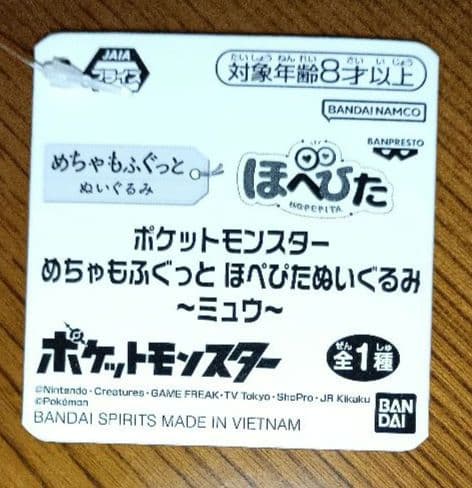 JAIA
プライズ
たいしょうねんれい さい いじょう
対象年齢8才以上
BANDAI NAMCO
BANPRESTO
めちゃもふぐっと
ぬいぐるみ
ほぺぴた
HOPEPITA
ポケットモンスター
めちゃもふぐっと ほぺぴたぬいぐるみ
～ミュウ～
ポケットモンスター
ぜん しゅ
全1種
©Nintendo・Creatures・GAME FREAK・TV Tokyo・ShoPro・JR Kikaku
©Pokémon
BANDAI SPIRITS MADE IN VIETNAM
BAN
DAI